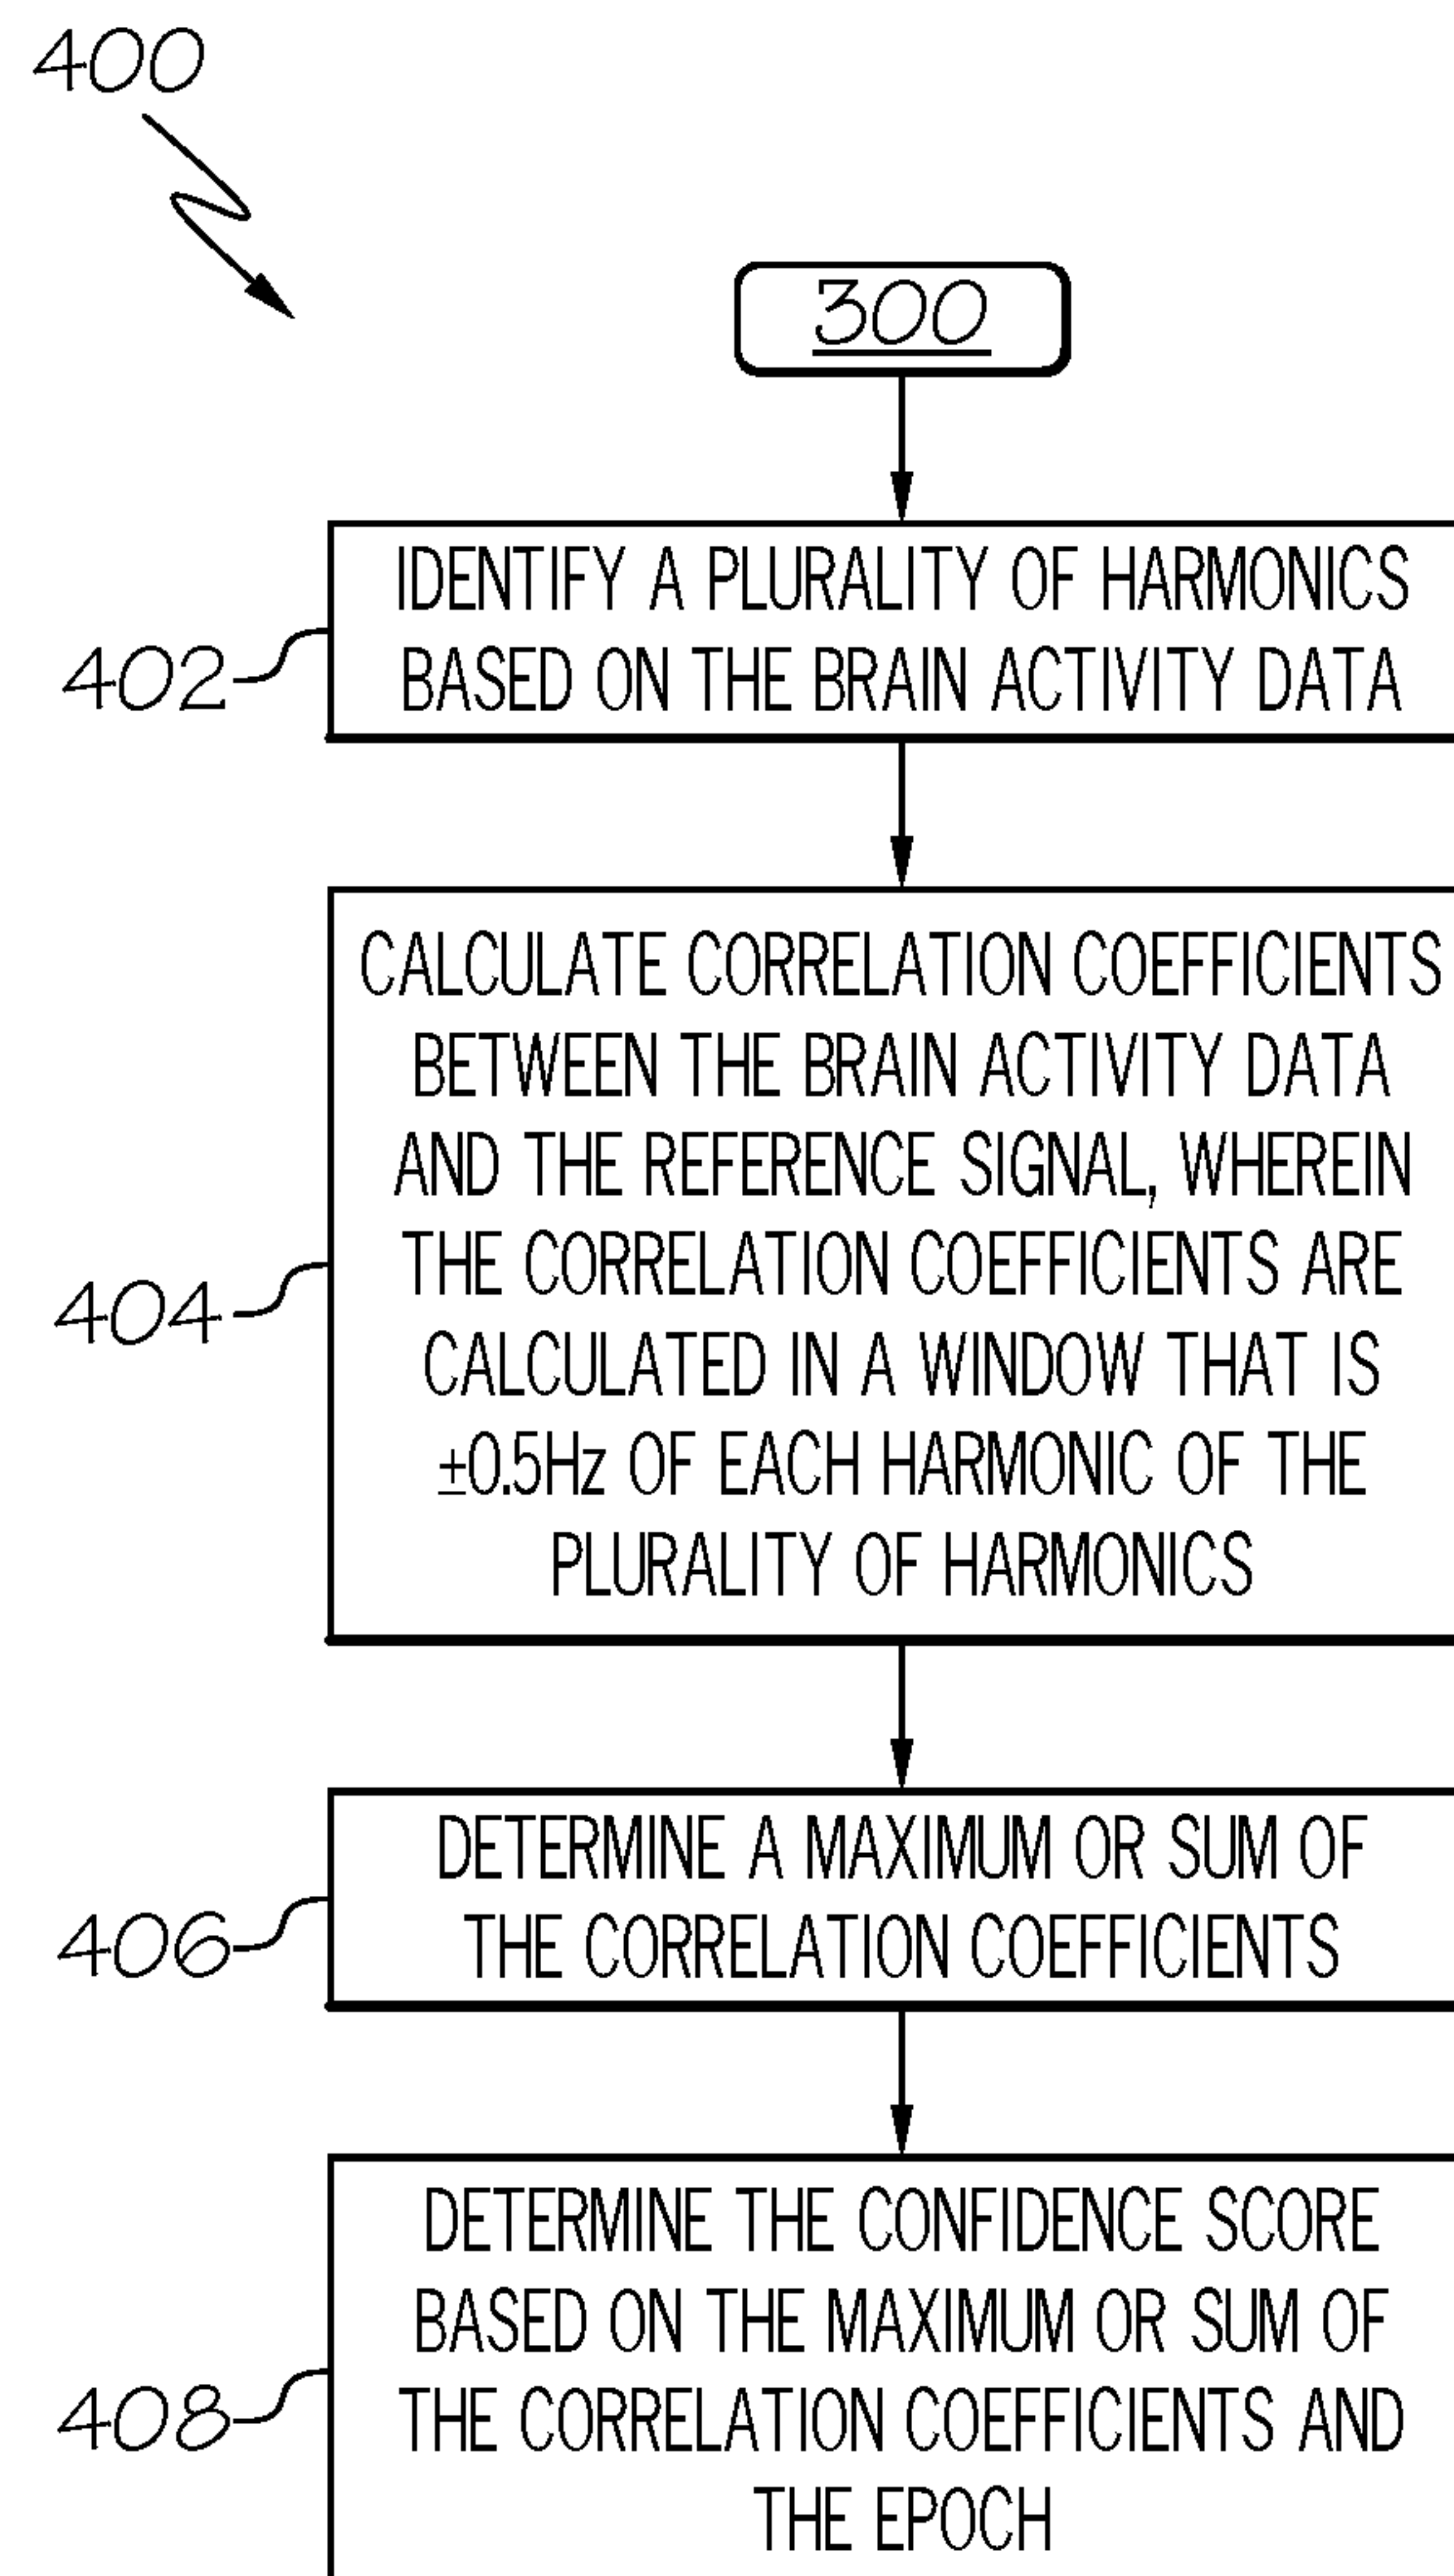 400
300
402
IDENTIFY A PLURALITY OF HARMONICS
BASED ON THE BRAIN ACTIVITY DATA
404
CALCULATE CORRELATION COEFFICIENTS
BETWEEN THE BRAIN ACTIVITY DATA
AND THE REFERENCE SIGNAL, WHEREIN
THE CORRELATION COEFFICIENTS ARE
CALCULATED IN A WINDOW THAT IS
±0.5Hz OF EACH HARMONIC OF THE
PLURALITY OF HARMONICS
406
DETERMINE A MAXIMUM OR SUM OF
THE CORRELATION COEFFICIENTS
408
DETERMINE THE CONFIDENCE SCORE
BASED ON THE MAXIMUM OR SUM OF
THE CORRELATION COEFFICIENTS AND
THE EPOCH